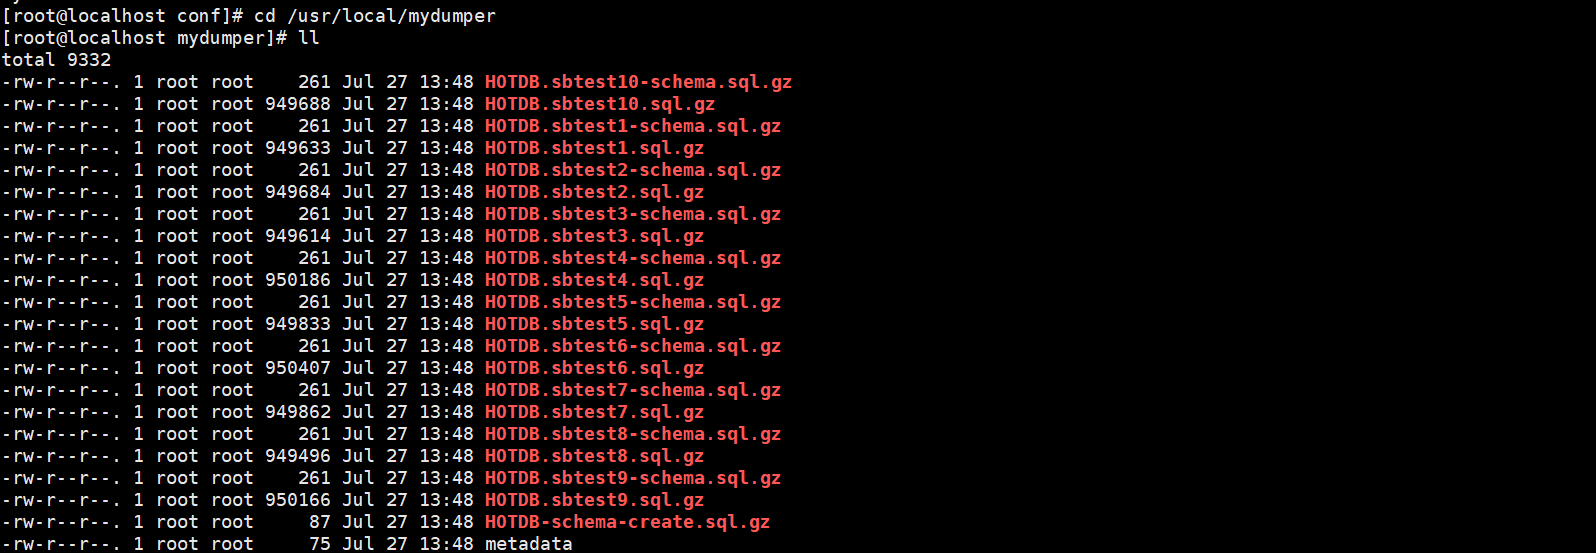 [root@localhost conf]# cd /usr/local/mydumper
[root@localhost mydumper]# ll
total 9332
-rw-r--r--. 1 root root    261 Jul 27 13:48 HOTDB.sbtest10-schema.sql.gz
-rw-r--r--. 1 root root 949688 Jul 27 13:48 HOTDB.sbtest10.sql.gz
-rw-r--r--. 1 root root    261 Jul 27 13:48 HOTDB.sbtest1-schema.sql.gz
-rw-r--r--. 1 root root 949633 Jul 27 13:48 HOTDB.sbtest1.sql.gz
-rw-r--r--. 1 root root    261 Jul 27 13:48 HOTDB.sbtest2-schema.sql.gz
-rw-r--r--. 1 root root 949684 Jul 27 13:48 HOTDB.sbtest2.sql.gz
-rw-r--r--. 1 root root    261 Jul 27 13:48 HOTDB.sbtest3-schema.sql.gz
-rw-r--r--. 1 root root 949614 Jul 27 13:48 HOTDB.sbtest3.sql.gz
-rw-r--r--. 1 root root    261 Jul 27 13:48 HOTDB.sbtest4-schema.sql.gz
-rw-r--r--. 1 root root 950186 Jul 27 13:48 HOTDB.sbtest4.sql.gz
-rw-r--r--. 1 root root    261 Jul 27 13:48 HOTDB.sbtest5-schema.sql.gz
-rw-r--r--. 1 root root 949833 Jul 27 13:48 HOTDB.sbtest5.sql.gz
-rw-r--r--. 1 root root    261 Jul 27 13:48 HOTDB.sbtest6-schema.sql.gz
-rw-r--r--. 1 root root 950407 Jul 27 13:48 HOTDB.sbtest6.sql.gz
-rw-r--r--. 1 root root    261 Jul 27 13:48 HOTDB.sbtest7-schema.sql.gz
-rw-r--r--. 1 root root 949862 Jul 27 13:48 HOTDB.sbtest7.sql.gz
-rw-r--r--. 1 root root    261 Jul 27 13:48 HOTDB.sbtest8-schema.sql.gz
-rw-r--r--. 1 root root 949496 Jul 27 13:48 HOTDB.sbtest8.sql.gz
-rw-r--r--. 1 root root    261 Jul 27 13:48 HOTDB.sbtest9-schema.sql.gz
-rw-r--r--. 1 root root 950166 Jul 27 13:48 HOTDB.sbtest9.sql.gz
-rw-r--r--. 1 root root     87 Jul 27 13:48 HOTDB-schema-create.sql.gz
-rw-r--r--. 1 root root     75 Jul 27 13:48 metadata